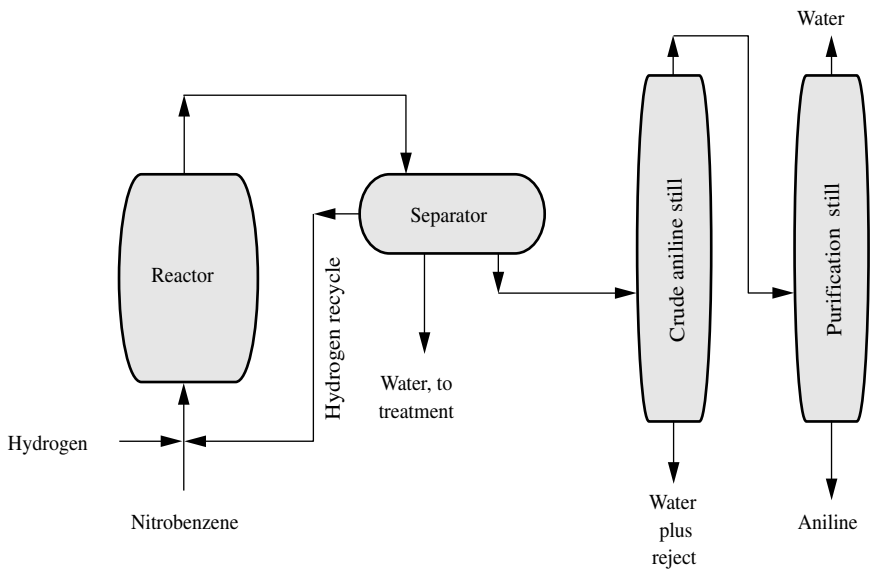 Water
Separator
Reactor
Hydrogen recycle
Crude aniline still
Purification still
Water, to
treatment
Hydrogen
Nitrobenzene
Water
plus
reject
Aniline